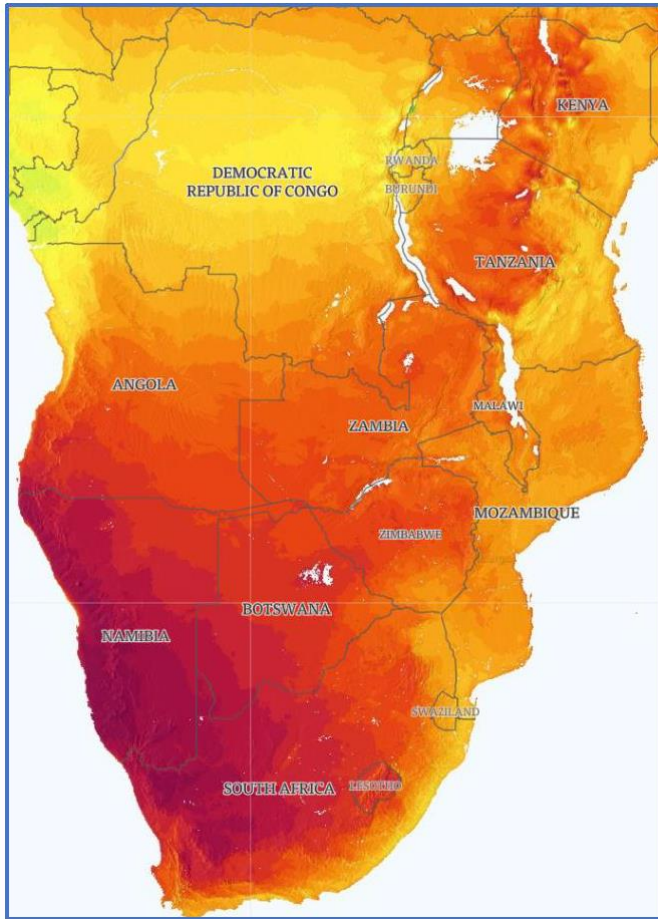 KENYA
DEMOCRATIC
REPUBLIC OF CONGO
RWANDA
BURUNDI
TANZANIA
ANGOLA
MALAWI
ZAMBIA
MOZAMBIQUE
ZIMBABWE
BOTSWANA
NAMIBIA
SWAZILAND
SOUTH AFRICA
LESOTHO